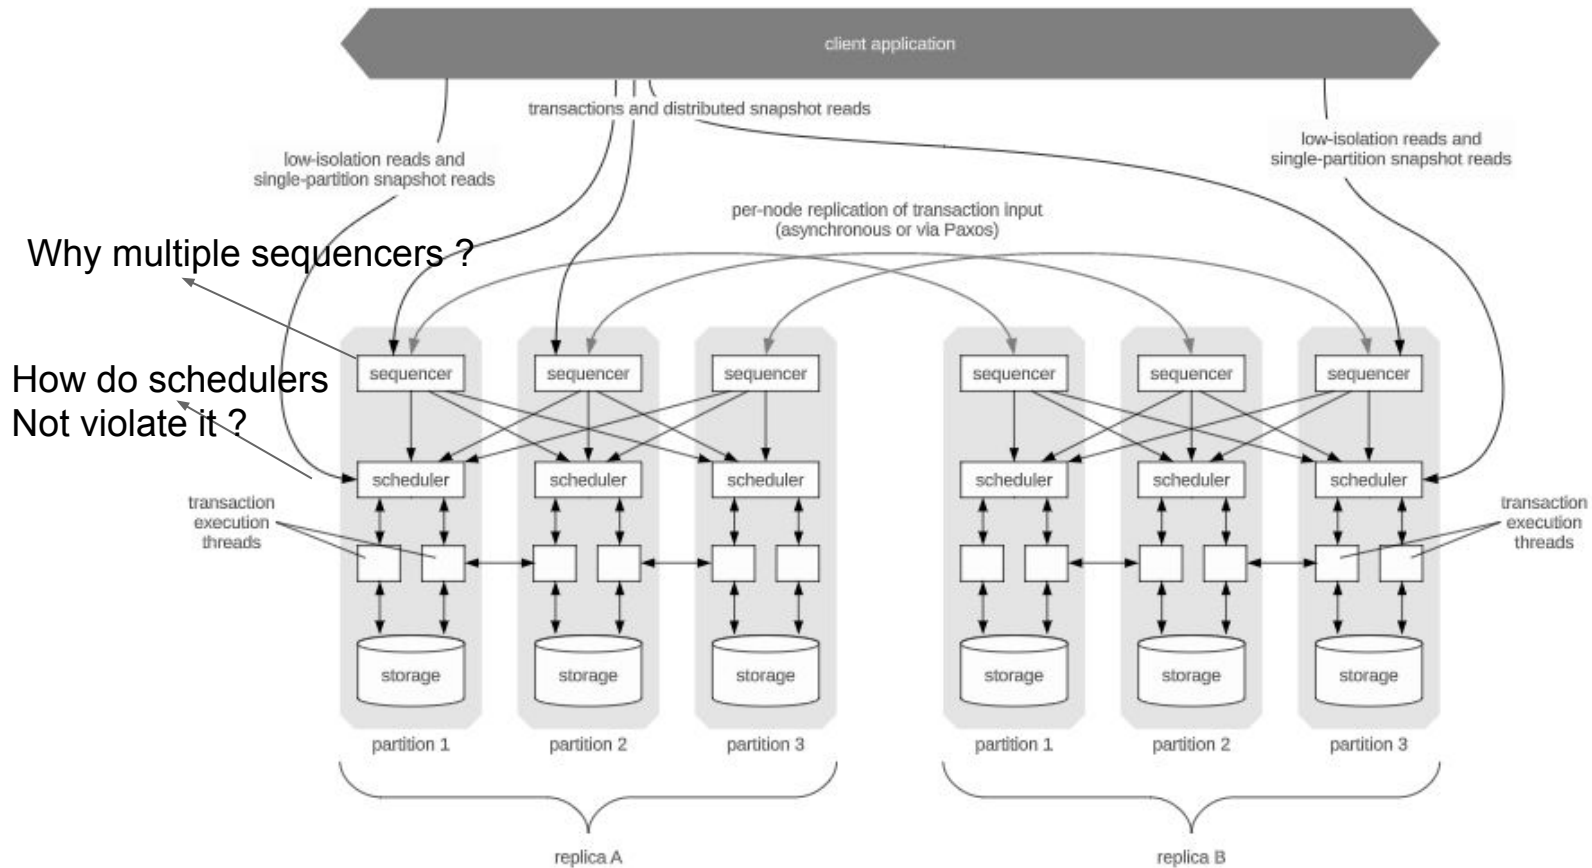 client application
transactions and distributed snapshot reads
low-isolation reads and
single-partition snapshot reads
low-isolation reads and
single-partition snapshot reads
per-node replication of transaction input
(asynchronous or via Paxos)
Why multiple sequencers ?
How do schedulers
Not violate it ?
sequencer
sequencer
sequencer
sequencer
sequencer
sequencer
scheduler
scheduler
scheduler
scheduler
scheduler
scheduler
transaction
execution
threads
transaction
execution
threads
storage
storage
storage
storage
storage
storage
partition 1
partition 2
partition 3
partition 1
partition 2
partition 3
replica A
replica B